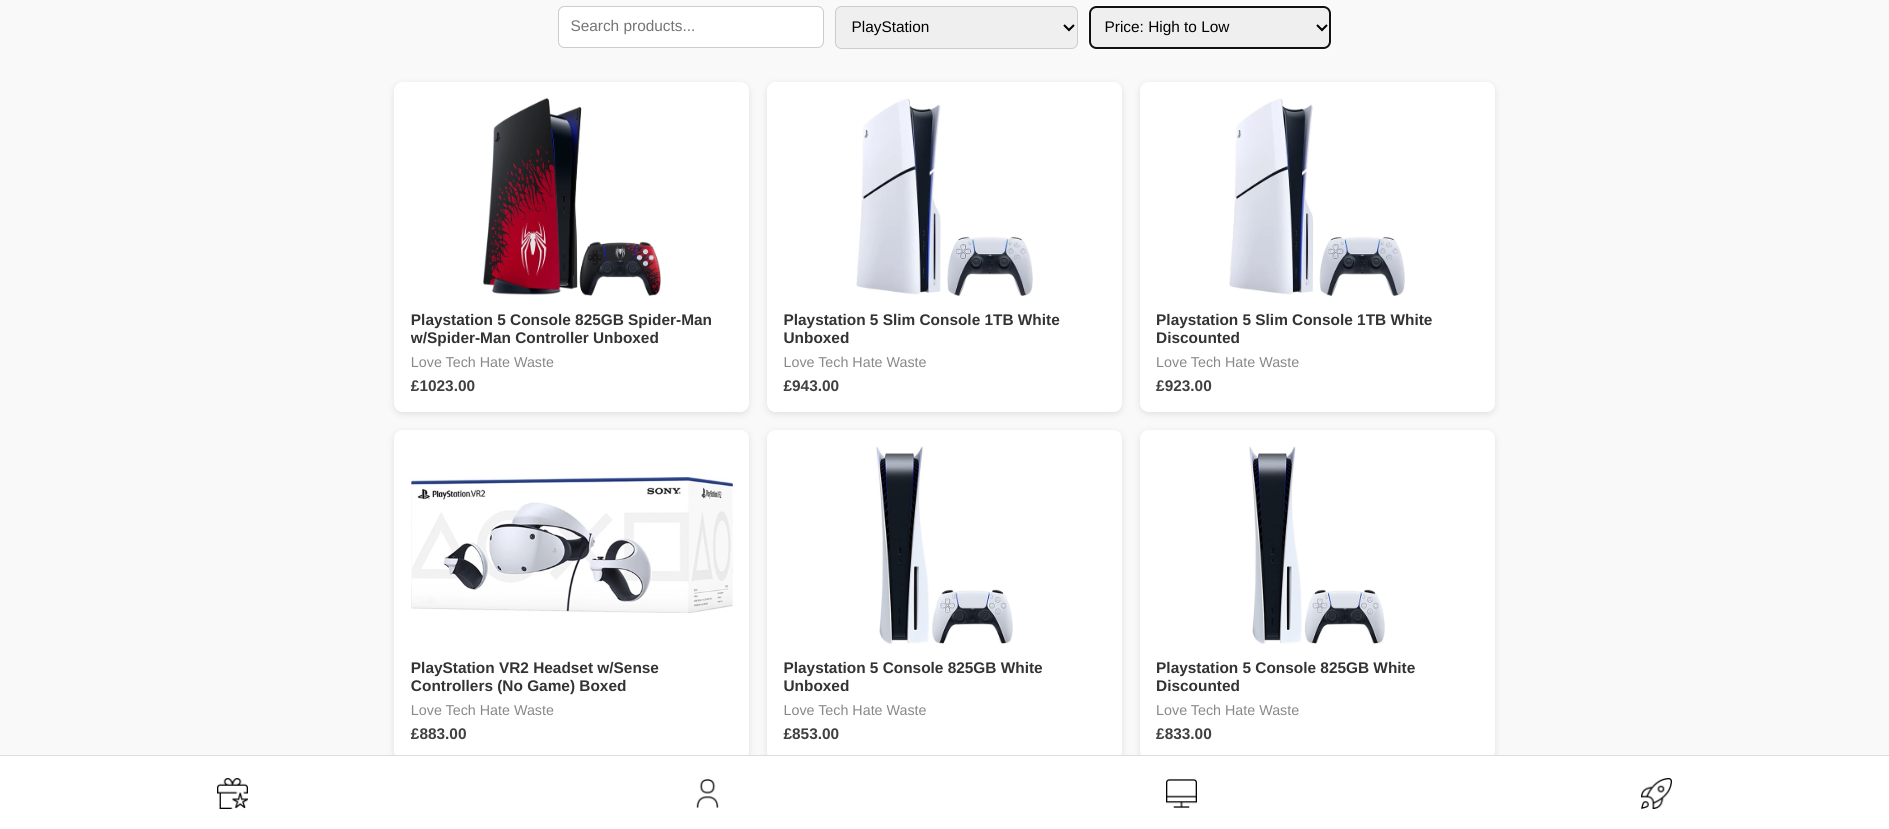 Search products...
PlayStation
Price: High to Low
Playstation 5 Console 825GB Spider-Man
w/Spider-Man Controller Unboxed
Love Tech Hate Waste
£1023.00
Playstation 5 Slim Console 1TB White
Unboxed
Love Tech Hate Waste
£943.00
Playstation 5 Slim Console 1TB White
Discounted
Love Tech Hate Waste
£923.00
PlayStation VR2
SONY
PlayStation VR2 Headset w/Sense
Controllers (No Game) Boxed
Love Tech Hate Waste
£883.00
Playstation 5 Console 825GB White
Unboxed
Love Tech Hate Waste
£853.00
Playstation 5 Console 825GB White
Discounted
Love Tech Hate Waste
£833.00